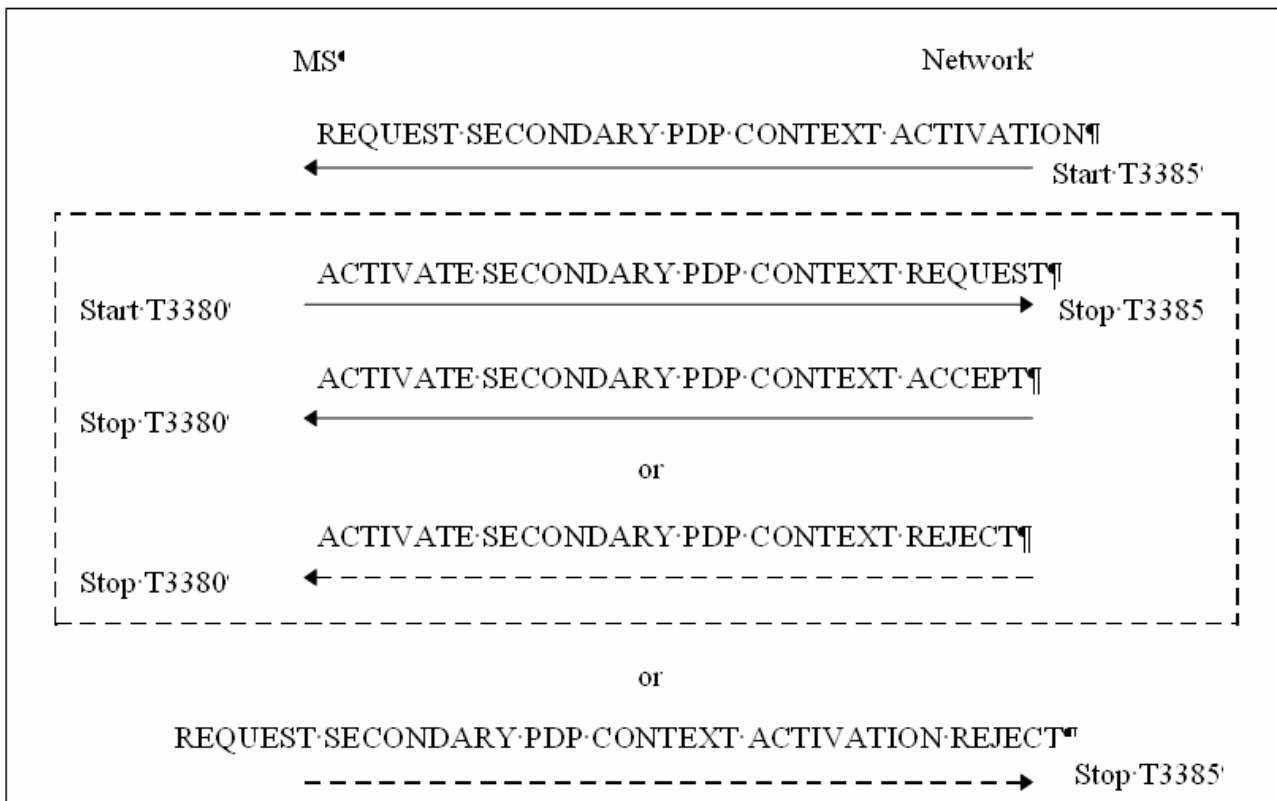 MS Network
REQUEST·SECONDARY·PDP·CONTEXT·ACTIVATION¶
Start·T3385
ACTIVATE·SECONDARY·PDP·CONTEXT·REQUEST¶
Start·T3380 Stop·T3385
ACTIVATE·SECONDARY·PDP·CONTEXT·ACCEPT¶
Stop·T3380
or
ACTIVATE·SECONDARY·PDP·CONTEXT·REJECT¶
Stop·T3380
or
REQUEST·SECONDARY·PDP·CONTEXT·ACTIVATION·REJECT¶
Stop·T3385